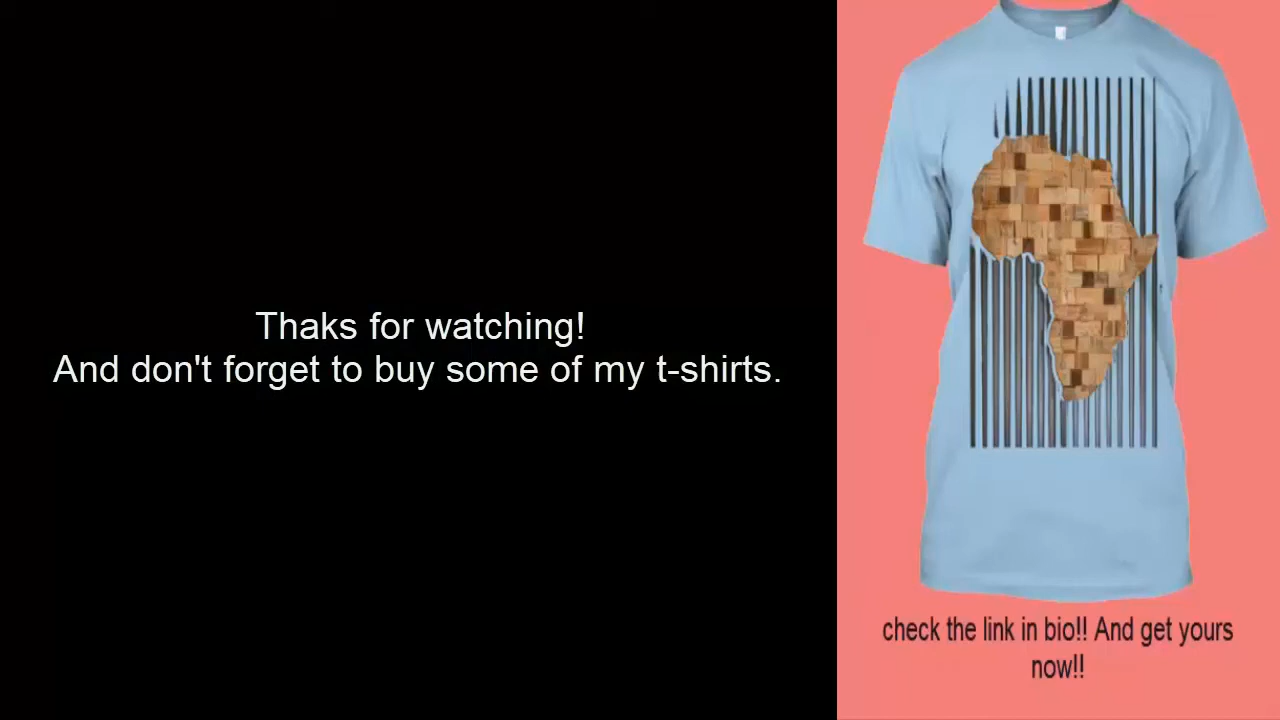 Thaks for watching!
And don't forget to buy some of my t-shirts.
check the link in bio!! And get yours
now!!